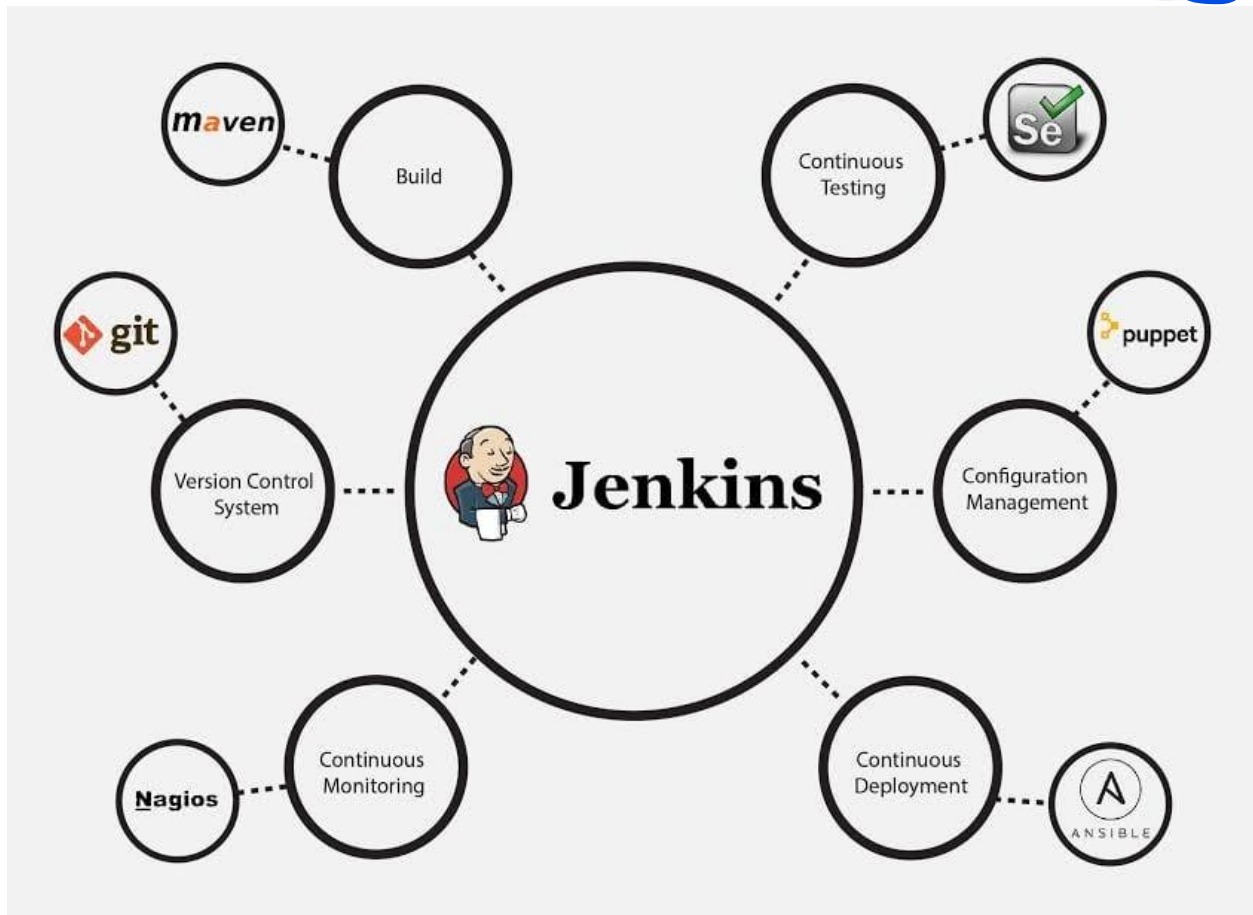 maven
Build
Continuous
Testing
Se
git
puppet
Version Control
System
Jenkins
Configuration
Management
Continuous
Monitoring
Nagios
Continuous
Deployment
A
ANSIBLE